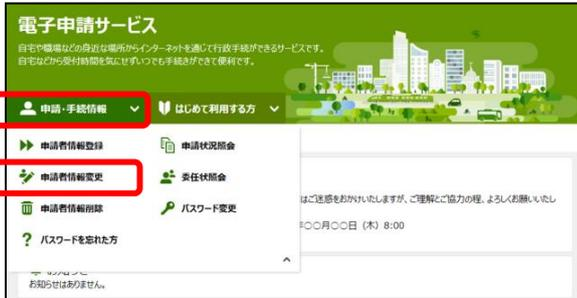 電子申請サービス
自宅や職場などの身近な場所からインターネットを通じて行政手続ができるサービスです。
自宅などから受付時間を気にせずいつでも手続きができて便利です。
申請・手続情報
はじめて利用する方
申請者情報登録
申請状況照会
申請者情報変更
委任状照会
はご迷惑をおかけいたしますが、ご理解とご協力の程、よろしくお願いいたし
申請者情報削除
パスワード変更
年○○月○○日（木）8:00
パスワードを忘れた方
お知らせ
お知らせはありません。